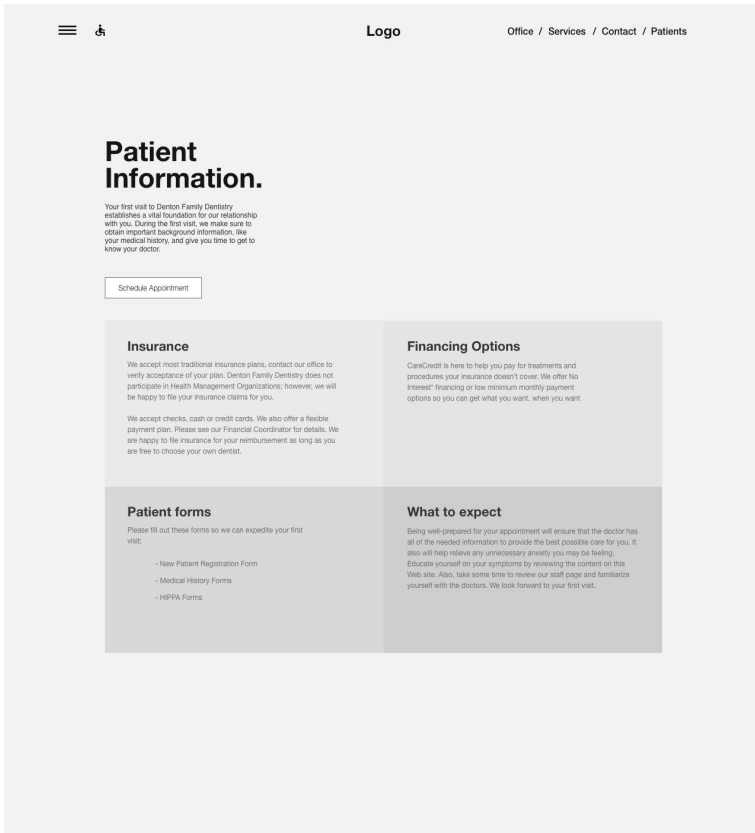 Logo
Office / Services / Contact / Patients
Patient
Information.
Your first visit to Denton Family Dentistry
establishes a vital foundation for our relationship
with you. During the first visit, we make sure to
obtain important background information, like
your medical history, and give you time to get to
know your doctor.
Schedule Appointment
Insurance
We accept most traditional insurance plans, contact our office to
verify acceptance of your plan. Denton Family Dentistry does not
participate in Health Management Organizations; however, we will
be happy to file your insurance claims for you.
We accept checks, cash or credit cards. We also offer a flexible
payment plan. Please see our Financial Coordinator for details. We
are happy to file insurance for your reimbursement as long as you
are free to choose your own dentist.
Financing Options
CareCredit is here to help you pay for treatments and
procedures your insurance doesn't cover. We offer No
Interest* financing or low minimum monthly payment
options so you can get what you want, when you want
Patient forms
Please fill out these forms so we can expedite your first
visit:
- New Patient Registration Form
- Medical History Forms
- HIPPA Forms
What to expect
Being well-prepared for your appointment will ensure that the doctor has
all of the needed information to provide the best possible care for you. It
also will help relieve any unnecessary anxiety you may be feeling.
Educate yourself on your symptoms by reviewing the content on this
Web site. Also, take some time to review our staff page and familiarize
yourself with the doctors. We look forward to your first visit.